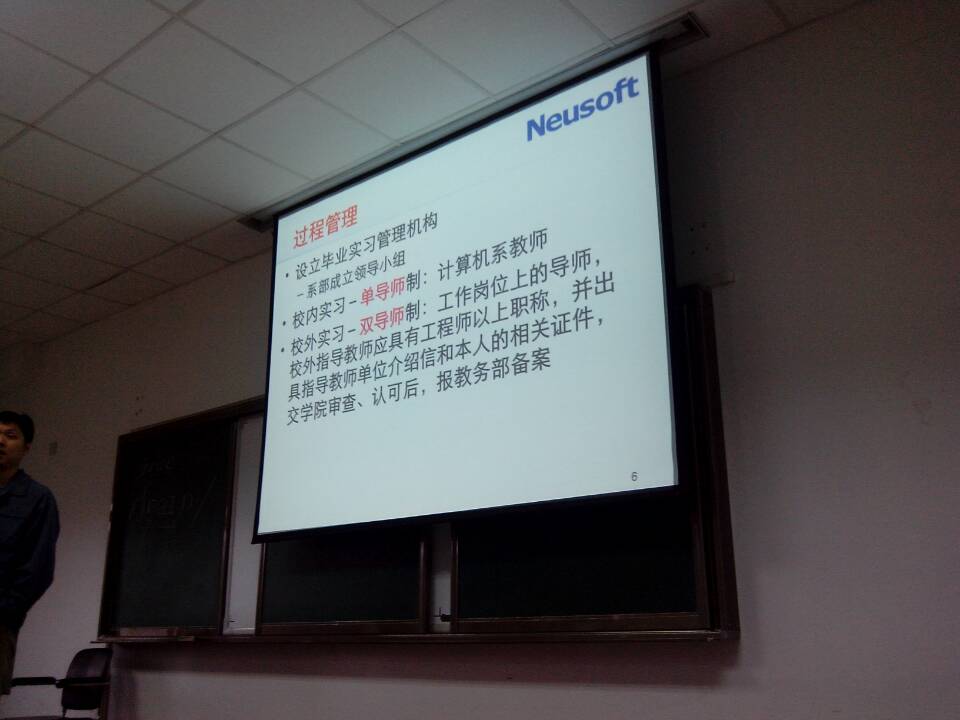 Neusoft
过程管理
• 设立毕业实习管理机构
– 系部成立领导小组
• 校内实习－单导师制：计算机系教师
• 校外实习－双导师制：工作岗位上的导师，
校外指导教师应具有工程师以上职称，并出
具指导教师单位介绍信和本人的相关证件，
交学院审查、认可后，报教务部备案
6